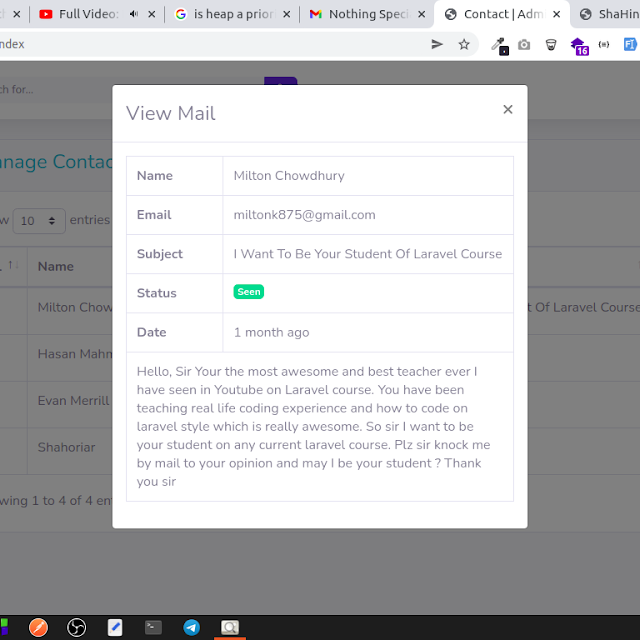 Full Video:
is heap a prior
Nothing Speci
Contact | Adm
ShaHin
ndex
16
ch for...
View Mail
×
Name Milton Chowdhury
Email miltonk875@gmail.com
Subject I Want To Be Your Student Of Laravel Course
Status Seen
Date 1 month ago
Hello, Sir Your the most awesome and best teacher ever I
have seen in Youtube on Laravel course. You have been
teaching real life coding experience and how to code on
laravel style which is really awesome. So sir I want to be
your student on any current laravel course. Plz sir knock me
by mail to your opinion and may I be your student ? Thank
you sir
nage Contac
w 10 entries
Name
Milton Chow
t Of Laravel Course
Hasan Mahm
Evan Merrill
Shahoriar
wing 1 to 4 of 4 en